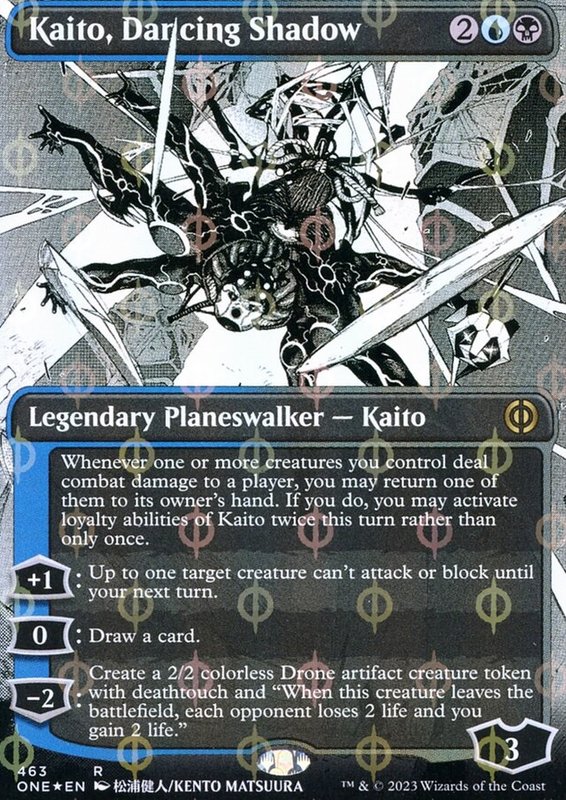 Kaito, Dancing Shadow 2
Legendary Planeswalker — Kaito
Whenever one or more creatures you control deal
combat damage to a player, you may return one of
them to its owner's hand. If you do, you may activate
loyalty abilities of Kaito twice this turn rather than
only once.
+1 : Up to one target creature can't attack or block until
your next turn.
0 : Draw a card.
−2 : Create a 2/2 colorless Drone artifact creature token
with deathtouch and “When this creature leaves the
battlefield, each opponent loses 2 life and you
gain 2 life.”
3
463 R
ONE★EN 松浦健人/KENTO MATSUURA ™ & © 2023 Wizards of the Coast